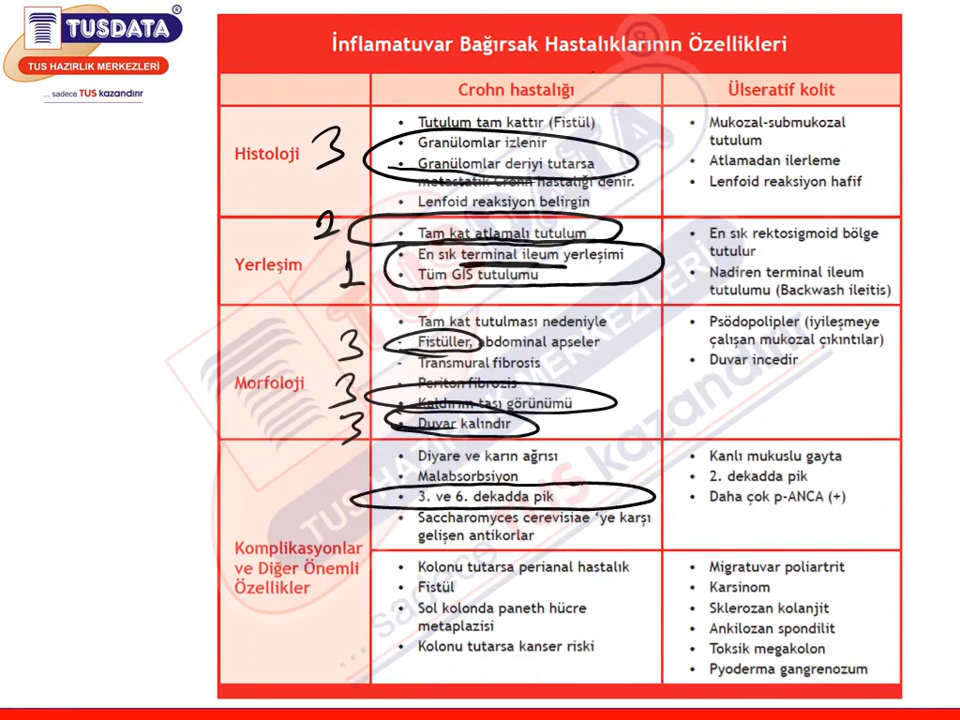 TUSDATA
TUS HAZIRLIK MERKEZLERİ
... sadece TUS kazandırır
İnflamatuvar Bağırsak Hastalıklarının Özellikleri
Crohn hastalığı
Ülseratif kolit
Histoloji
3
• Tutulum tam kattır (Fistül)
• Granülomlar izlenir
• Granülomlar deriyi tutarsa
metastatik Crohn hastalığı denir.
• Lenfoid reaksiyon belirgin
• Mukozal-submukozal
tutulum
• Atlamadan ilerleme
• Lenfoid reaksiyon hafif
Yerleşim
2
1
• Tam kat atlamalı tutulum
• En sık terminal ileum yerleşimi
• Tüm GİS tutulumu
• En sık rektosigmoid bölge
tutulur
• Nadiren terminal ileum
tutulumu (Backwash ileitis)
Morfoloji
3
3
3
• Tam kat tutulması nedeniyle
- Fistüller, abdominal apseler
- Transmural fibrosis
- Periton fibrozis
• Kaldırım taşı görünümü
• Duvar kalındır
• Psödopolipler (iyileşmeye
çalışan mukozal çıkıntılar)
• Duvar incedir
Komplikasyonlar
ve Diğer Önemli
Özellikler
• Diyare ve karın ağrısı
• Malabsorbsiyon
• 3. ve 6. dekadda pik
• Saccharomyces cerevisiae ‘ye karşı
gelişen antikorlar
• Kanlı mukuslu gayta
• 2. dekadda pik
• Daha çok p-ANCA (+)
• Kolonu tutarsa perianal hastalık
• Fistül
• Sol kolonda paneth hücre
metaplazisi
• Kolonu tutarsa kanser riski
• Migratuvar poliartrit
• Karsinom
• Sklerozan kolanjit
• Ankilozan spondilit
• Toksik megakolon
• Pyoderma gangrenozum
TUSDATA
TUS HAZIRLIK MERKEZLERİ
... sadece TUS kazandırır